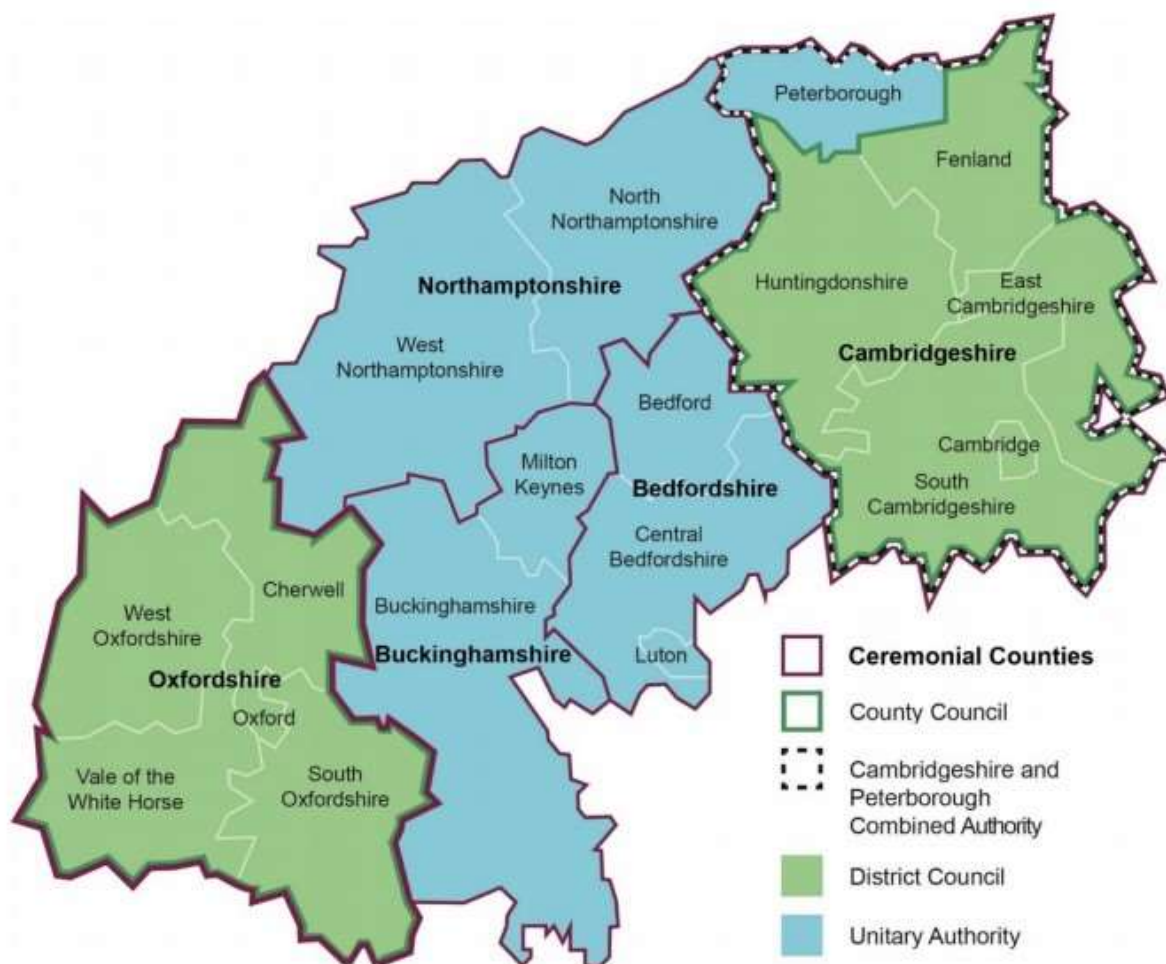 Peterborough
Fenland
North
Northamptonshire
Northamptonshire
Huntingdonshire
East
Cambridgeshire
West
Northamptonshire
Cambridgeshire
Bedford
Cambridge
Milton
Keynes
Bedfordshire
South
Cambridgeshire
Central
Bedfordshire
Cherwell
Buckinghamshire
West
Oxfordshire
Buckinghamshire
Luton
Oxfordshire
Oxford
Vale of the
White Horse
South
Oxfordshire
Ceremonial Counties
County Council
Cambridgeshire and
Peterborough
Combined Authority
District Council
Unitary Authority